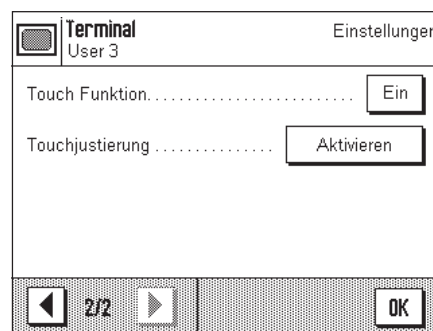 Terminal
User 3
Einstellungen
Touch Funktion.......................... Ein
Touchjustierung ............... Aktivieren
2/2
OK